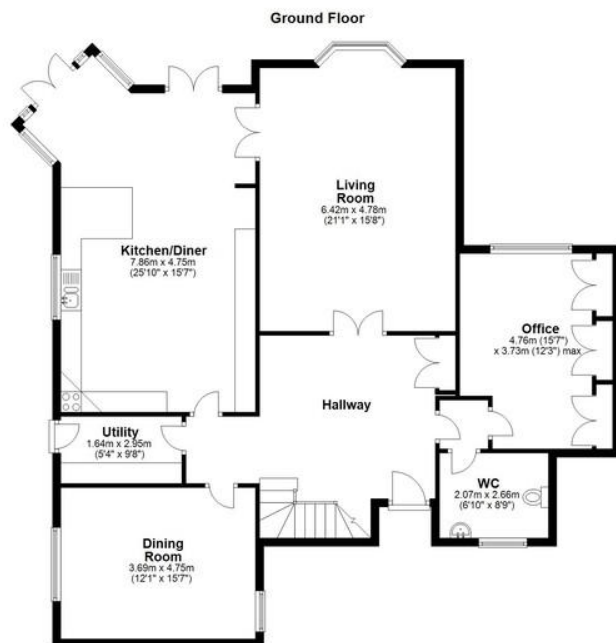 Ground Floor
Living
Room
6.42m x 4.78m
(21'1" x 15'8")
Kitchen/Diner
7.86m x 4.75m
(25'10" x 15'7")
Office
4.76m (15'7")
x 3.73m (12'3") max
Hallway
Utility
1.64m x 2.95m
(5'4" x 9'8")
WC
2.07m x 2.66m
(6'10" x 8'9")
Dining
Room
3.69m x 4.75m
(12'1" x 15'7")